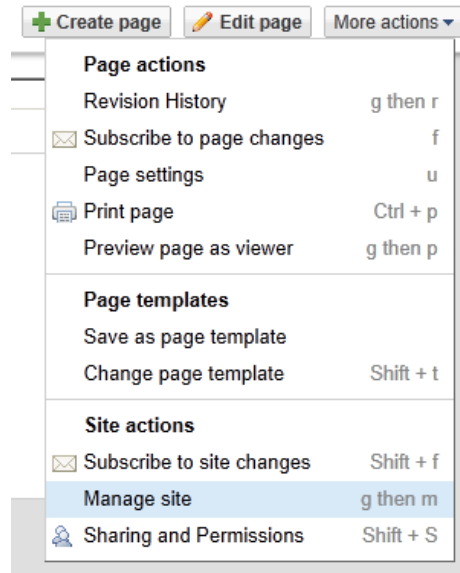 Create page Edit page More actions
Page actions
Revision History g then r
Subscribe to page changes f
Page settings u
Print page Ctrl + p
Preview page as viewer g then p
Page templates
Save as page template
Change page template Shift + t
Site actions
Subscribe to site changes Shift + f
Manage site g then m
Sharing and Permissions Shift + S